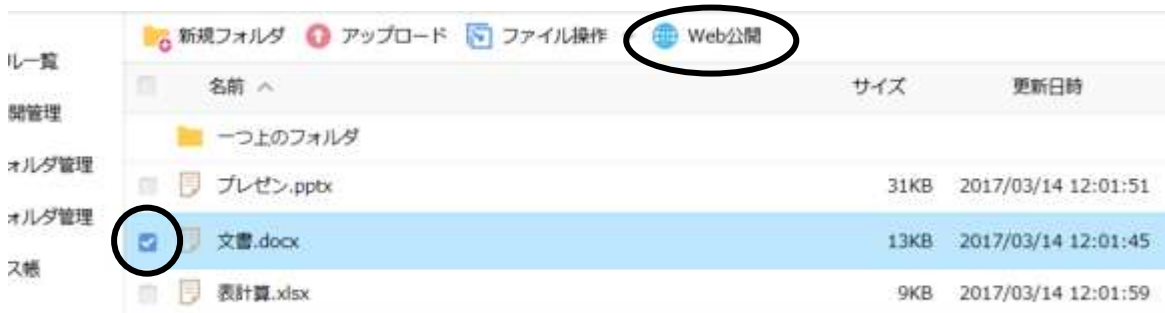 新規フォルダ アップロード ファイル操作 Web公開
ル一覧
名前 サイズ 更新日時
開管理
一つ上のフォルダ
ォルダ管理
プレゼン.pptx 31KB 2017/03/14 12:01:51
ォルダ管理
文書.docx 13KB 2017/03/14 12:01:45
ス帳
表計算.xlsx 9KB 2017/03/14 12:01:59